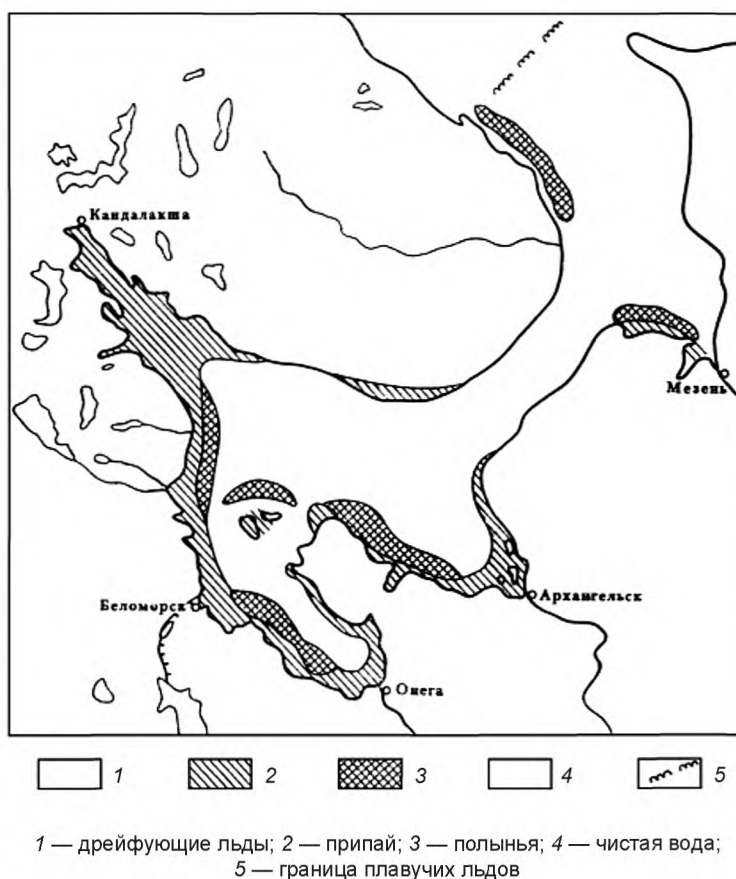 Кандалакша
Мезень
Беломорск
Архангельск
Онега
1 2 3 4 5
1 — дрейфующие льды; 2 — припай; 3 — полынья; 4 — чистая вода;
5 — граница плавучих льдов